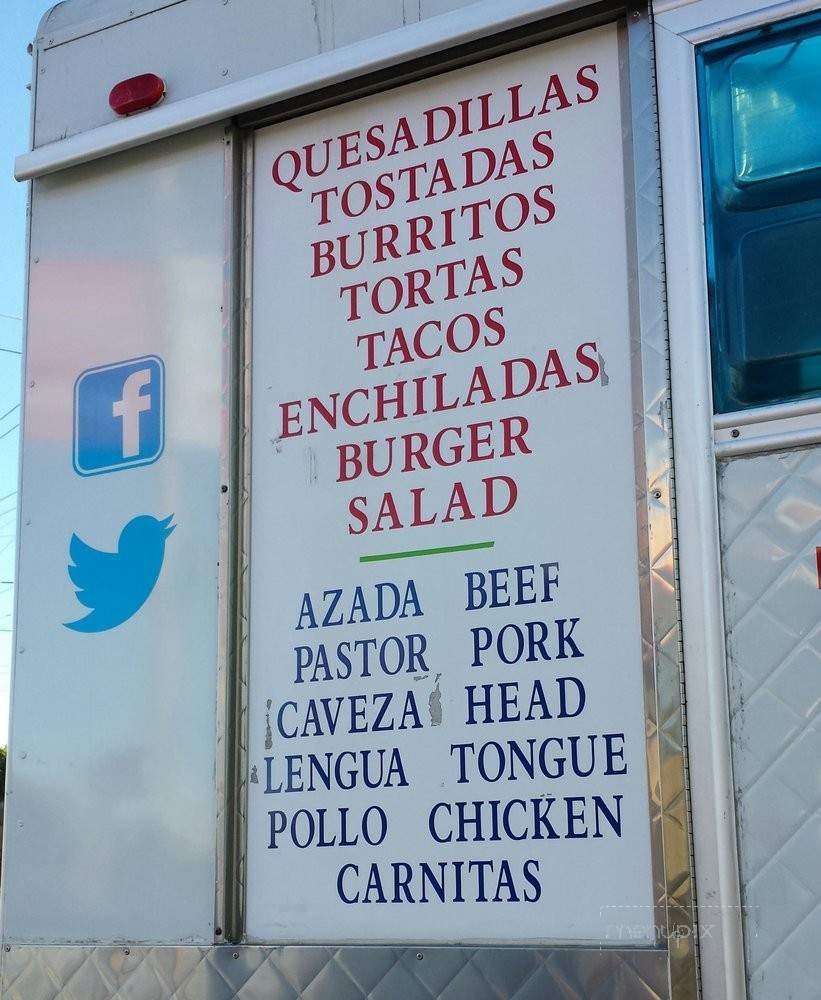 QUESADILLAS
TOSTADAS
BURRITOS
TORTAS
TACOS
ENCHILADAS
BURGER
SALAD
AZADA BEEF
PASTOR PORK
CAVEZA HEAD
LENGUA TONGUE
POLLO CHICKEN
CARNITAS
menupix
f